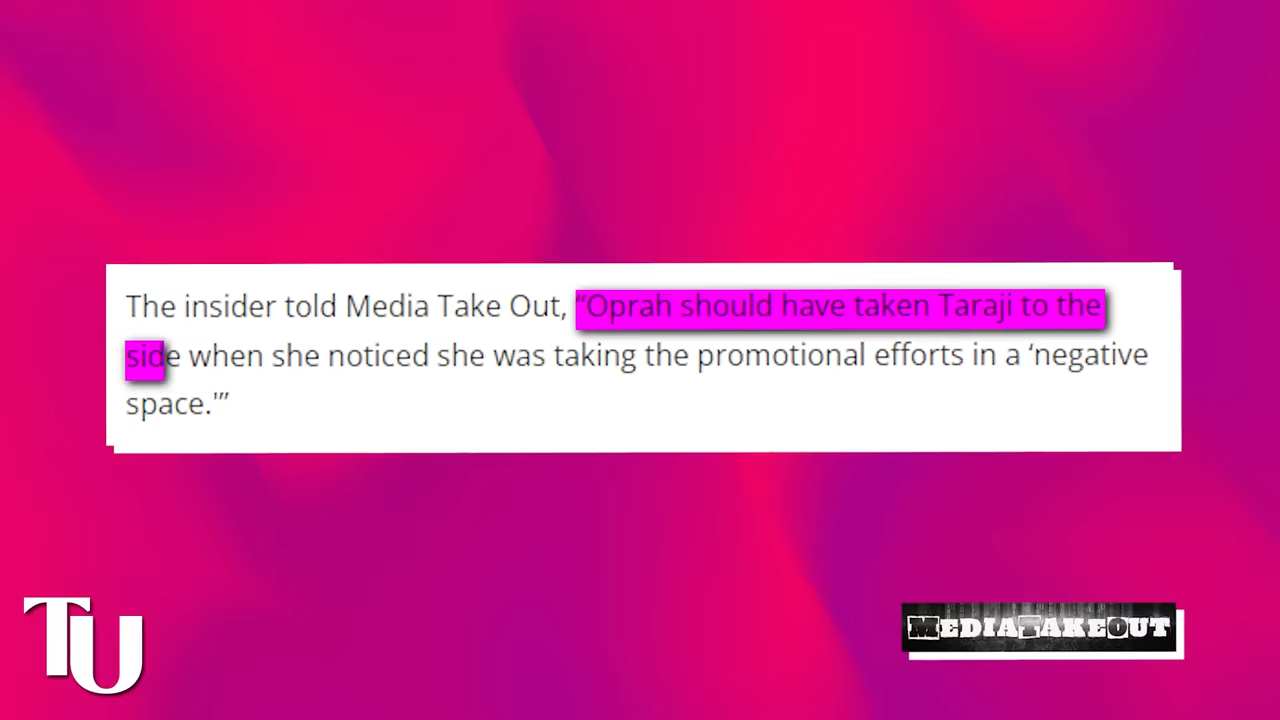 The insider told Media Take Out, “Oprah should have taken Taraji to the
side when she noticed she was taking the promotional efforts in a ‘negative
space.'”
TU
MEDIATAKEOUT